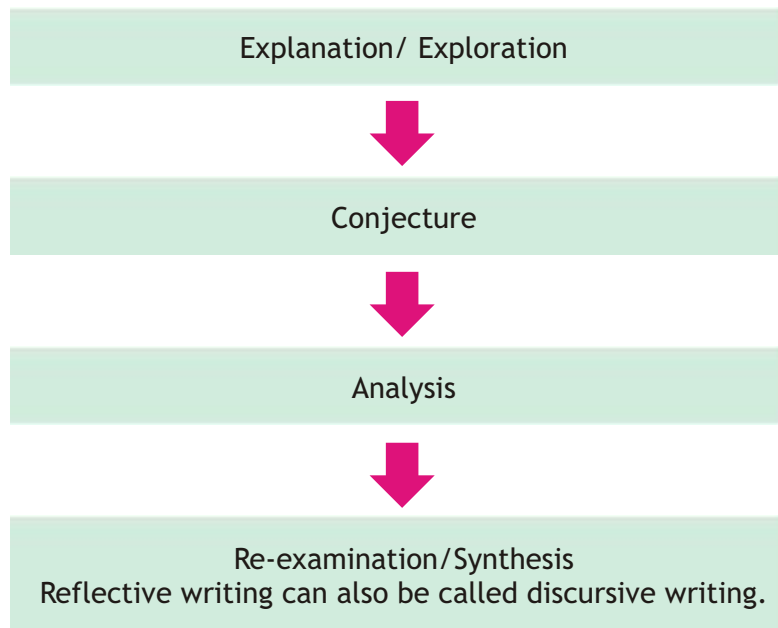 Explanation/ Exploration
Conjecture
Analysis
Re-examination/Synthesis
Reflective writing can also be called discursive writing.